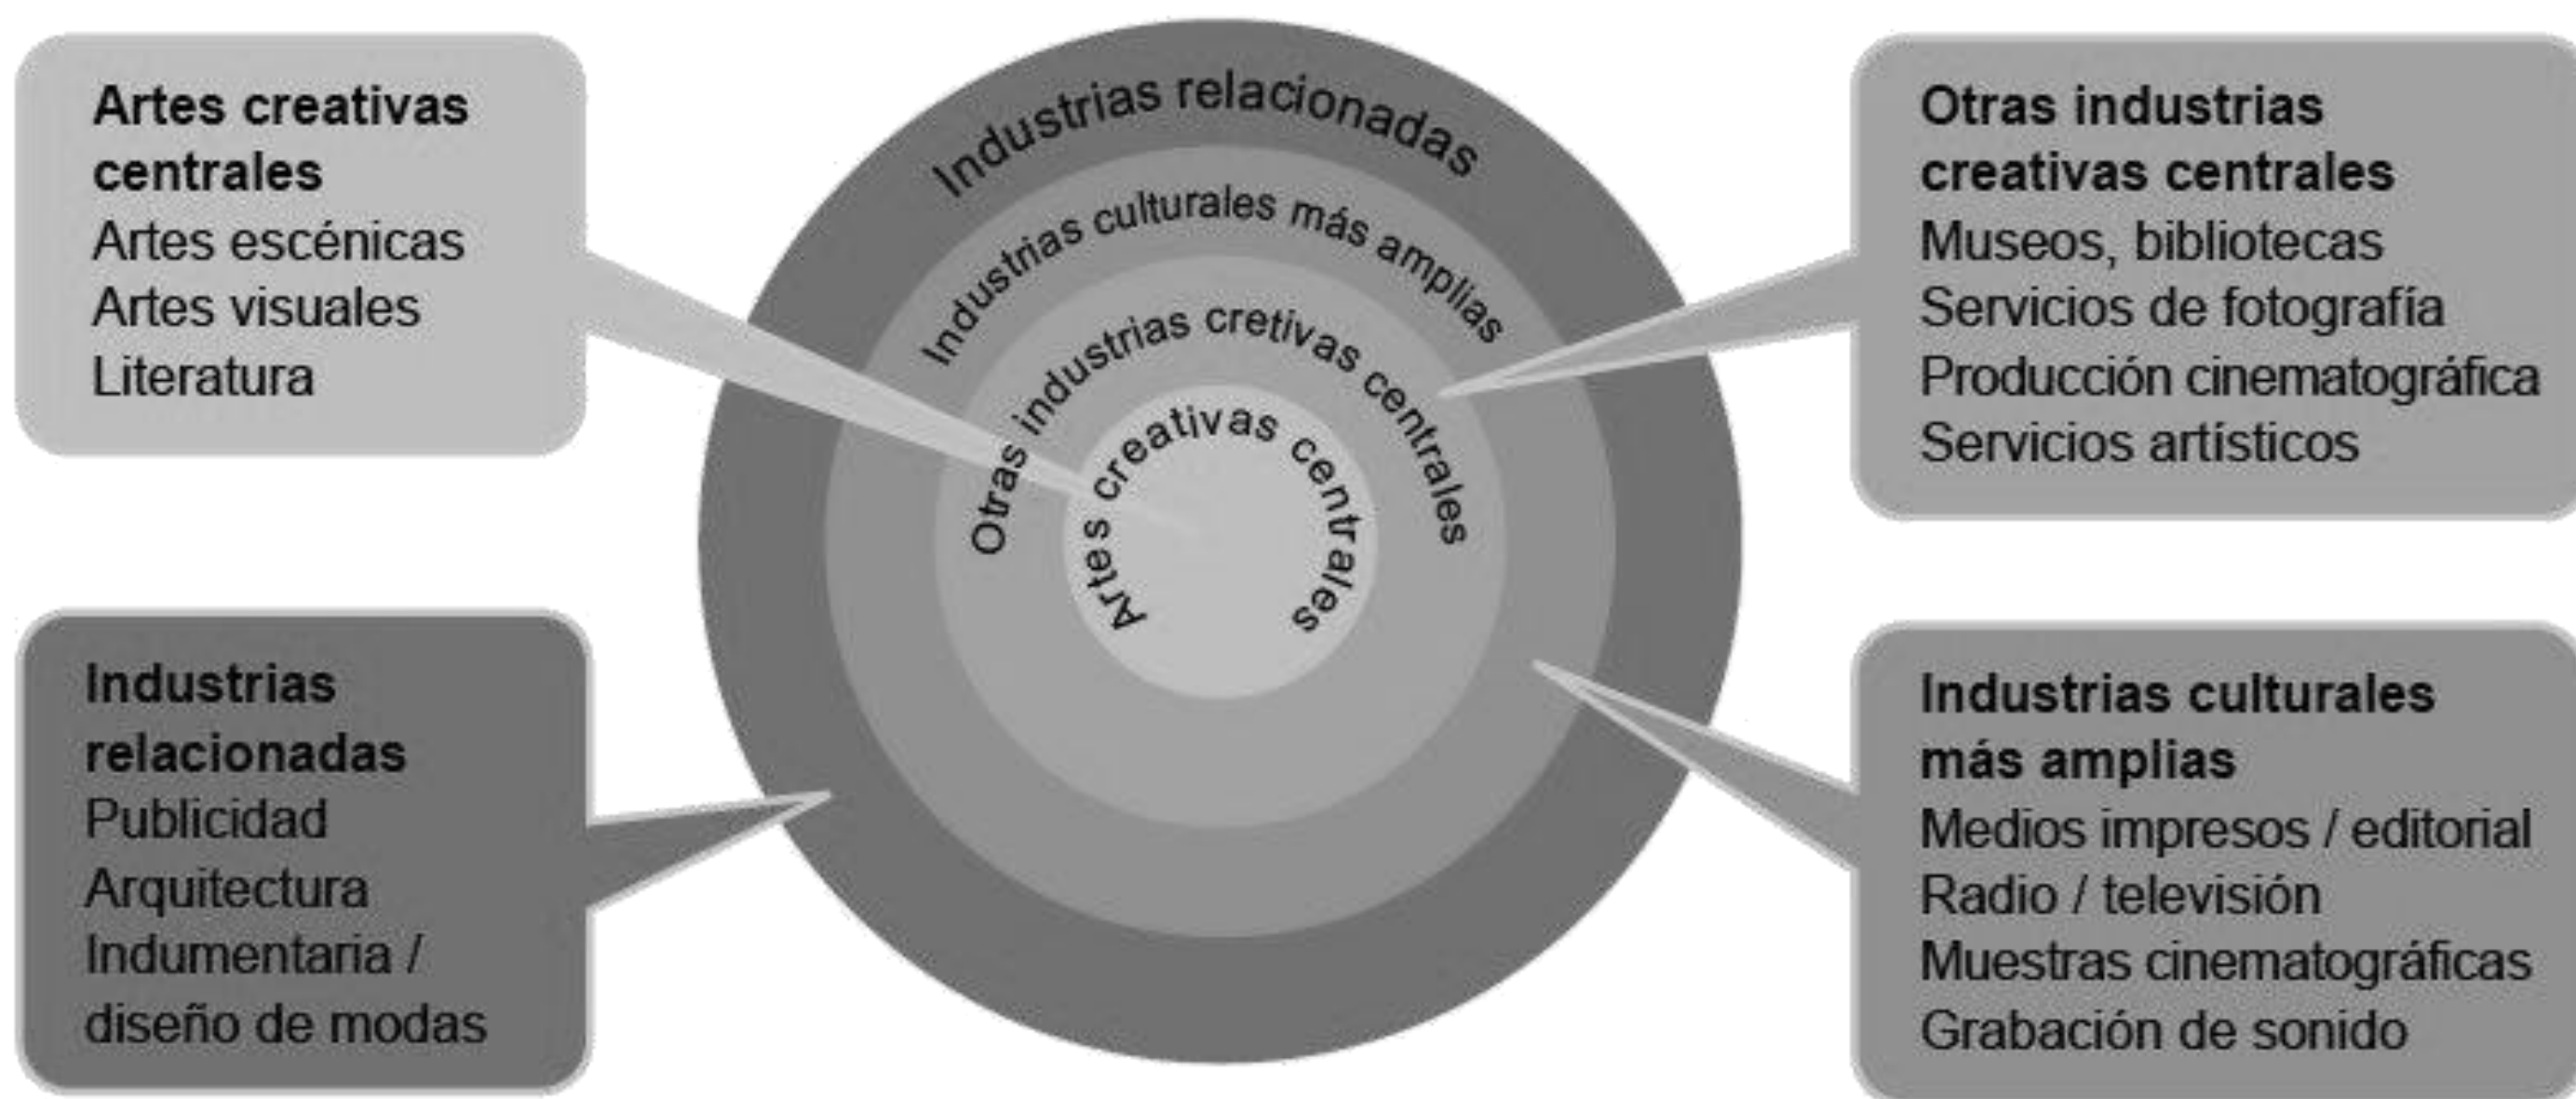 Artes creativas
centrales
Artes escénicas
Artes visuales
Literatura
Industrias relacionadas
Industrias culturales más amplias
Otras industrias cretivas centrales
Artes creativas centrales
Otras industrias
creativas centrales
Museos, bibliotecas
Servicios de fotografía
Producción cinematográfica
Servicios artísticos
Industrias
relacionadas
Publicidad
Arquitectura
Indumentaria /
diseño de modas
Industrias culturales
más amplias
Medios impresos / editorial
Radio / televisión
Muestras cinematográficas
Grabación de sonido